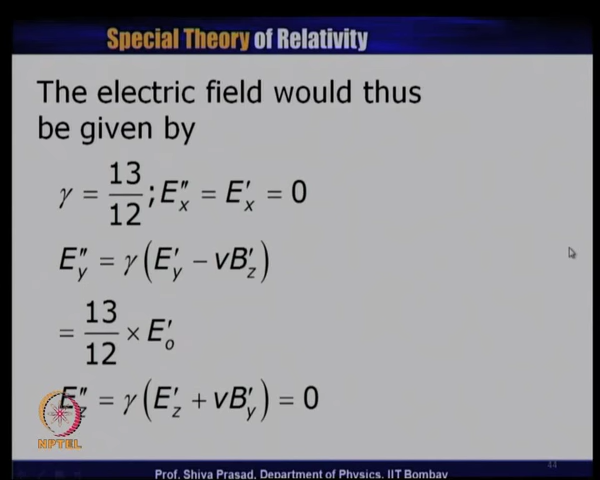 Special Theory of Relativity
The electric field would thus
be given by
γ = 13/12 ; E″x = E′x = 0
E″y = γ(E′y − vB′z)
= 13/12 × E′o
E″z = γ(E′z + vB′y) = 0
NPTEL
44
Prof. Shiva Prasad, Department of Physics, IIT Bombay